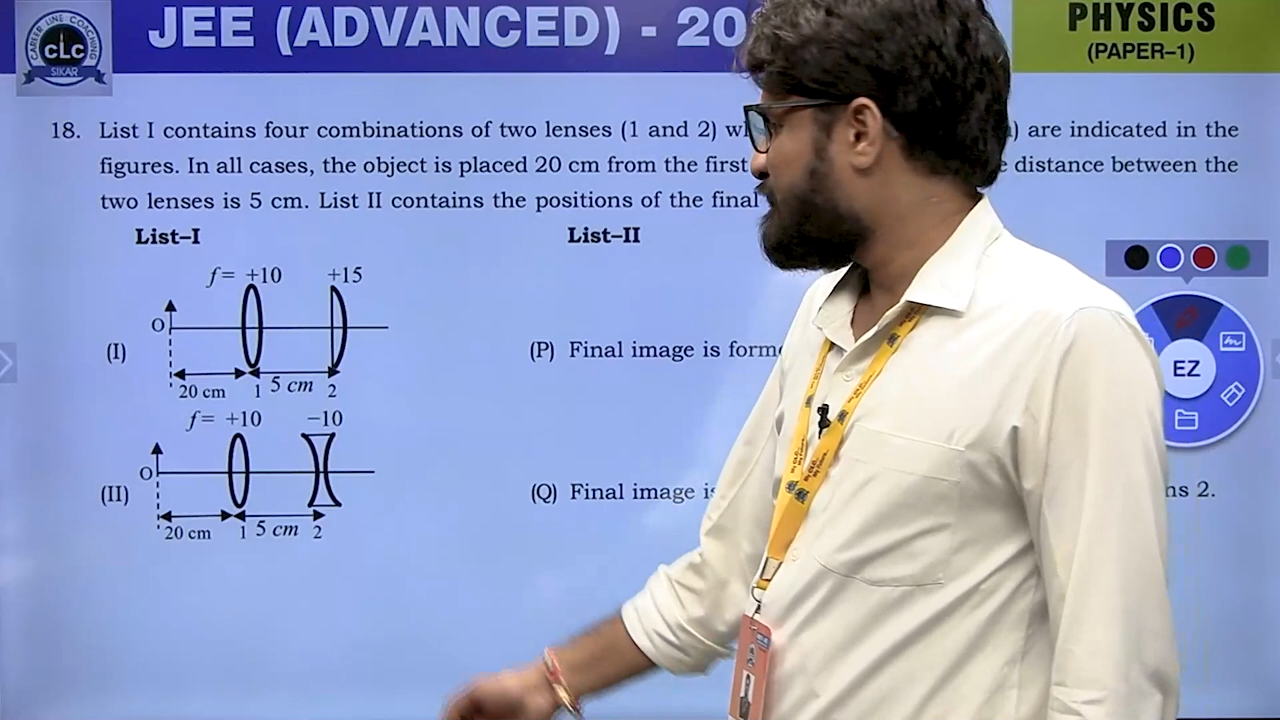 CAREER LINE COACHING
CLC
SIKAR
JEE (ADVANCED) - 20
PHYSICS
(PAPER–1)
18. List I contains four combinations of two lenses (1 and 2) are indicated in the
figures. In all cases, the object is placed 20 cm from the first distance between the
two lenses is 5 cm. List II contains the positions of the final
List–I
List–II
f= +10 +15
O
(I)
20 cm 1 5 cm 2
(P) Final image is
f= +10 −10
O
(II)
20 cm 1 5 cm 2
(Q) Final image 2.
EZ